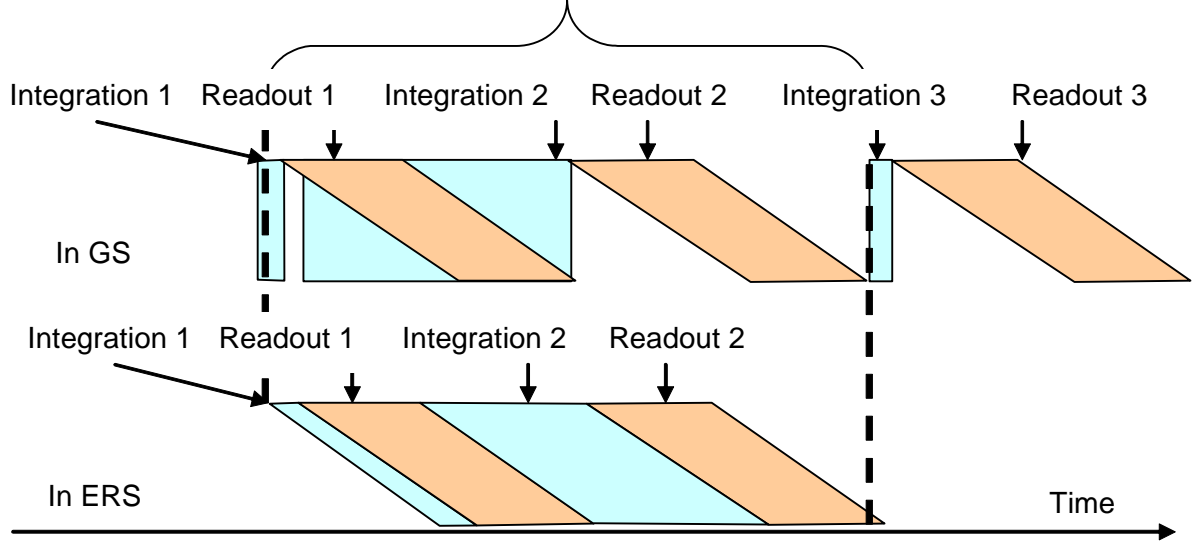 Integration 1 Readout 1 Integration 2 Readout 2 Integration 3 Readout 3
In GS
Integration 1 Readout 1 Integration 2 Readout 2
In ERS
Time